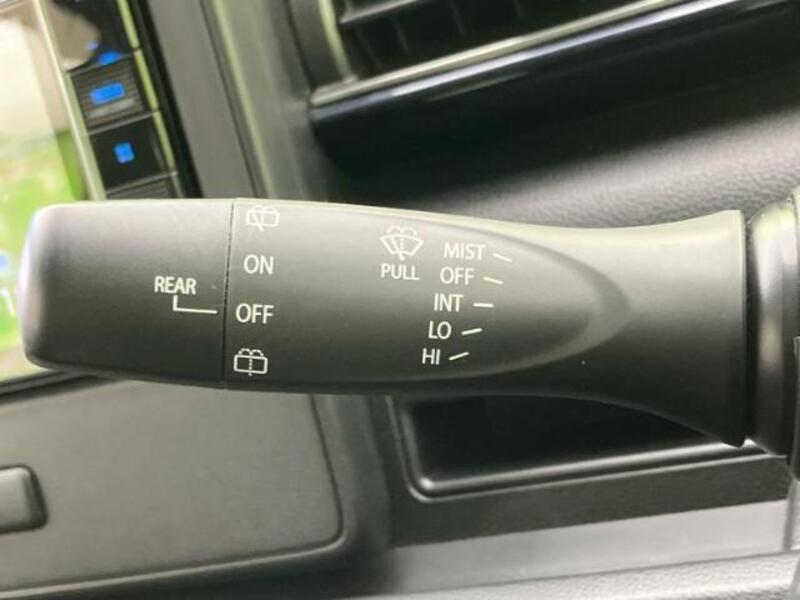 REAR
ON
OFF
PULL
MIST
OFF
INT
LO
HI